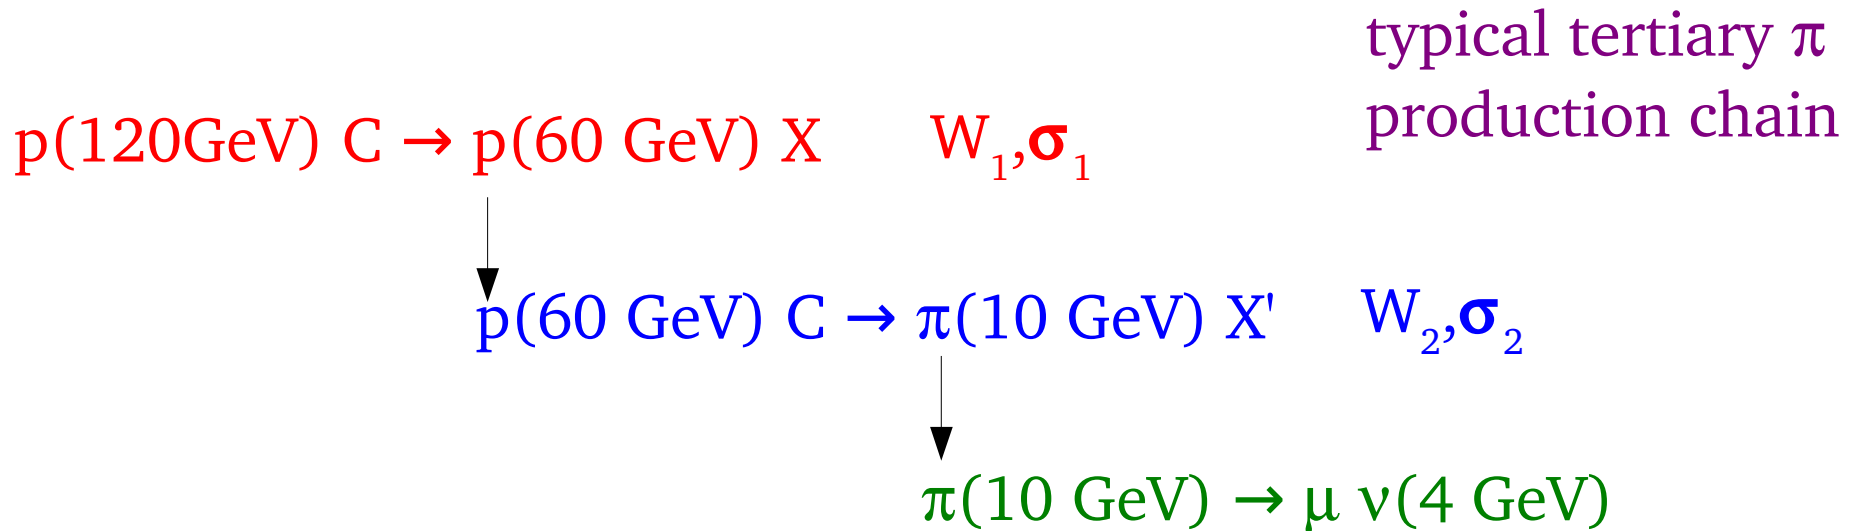 typical tertiary π
production chain
p(120GeV) C → p(60 GeV) X W₁,σ₁
p(60 GeV) C → π(10 GeV) X' W₂,σ₂
π(10 GeV) → μ ν(4 GeV)